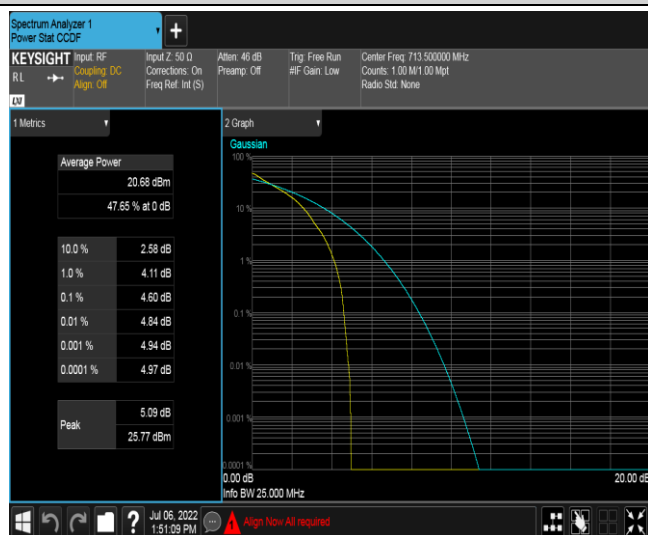 Spectrum Analyzer 1
Power Stat CCDF
+
KEYSIGHT
RL
LXI
Input: RF
Coupling: DC
Align: Off
Input Z: 50 Ω
Corrections: On
Freq Ref: Int (S)
Atten: 46 dB
Preamp: Off
Trig: Free Run
#IF Gain: Low
Center Freq: 713.500000 MHz
Counts: 1.00 M/1.00 Mpt
Radio Std: None
1 Metrics
Average Power
20.68 dBm
47.65 % at 0 dB
10.0 % 2.58 dB
1.0 % 4.11 dB
0.1 % 4.60 dB
0.01 % 4.84 dB
0.001 % 4.94 dB
0.0001 % 4.97 dB
Peak
5.09 dB
25.77 dBm
2 Graph
Gaussian
100 %
10 %
1 %
0.1 %
0.01 %
0.001 %
0.0001 %
0.00 dB
20.00 dB
Info BW 25.000 MHz
?
Jul 06, 2022
1:51:09 PM
Align Now All required